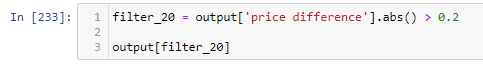 In [233]:
1 filter_20 = output['price difference'].abs() > 0.2
2
3 output[filter_20]